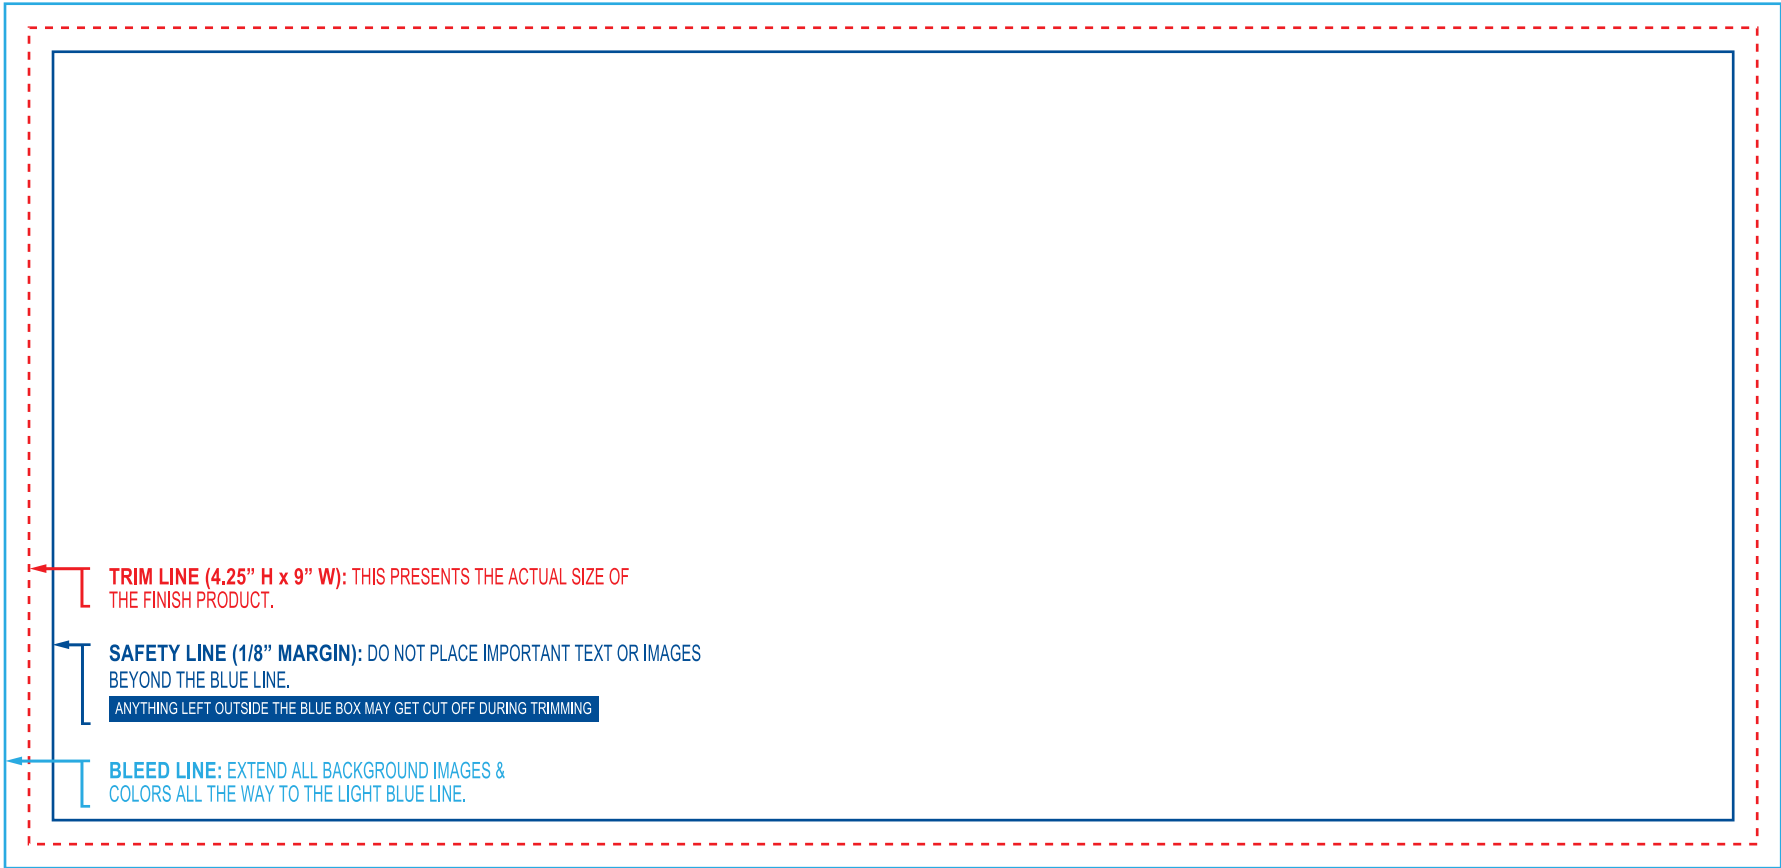 TRIM LINE (4.25” H x 9” W): THIS PRESENTS THE ACTUAL SIZE OF
THE FINISH PRODUCT.
SAFETY LINE (1/8” MARGIN): DO NOT PLACE IMPORTANT TEXT OR IMAGES
BEYOND THE BLUE LINE.
ANYTHING LEFT OUTSIDE THE BLUE BOX MAY GET CUT OFF DURING TRIMMING
BLEED LINE: EXTEND ALL BACKGROUND IMAGES &
COLORS ALL THE WAY TO THE LIGHT BLUE LINE.